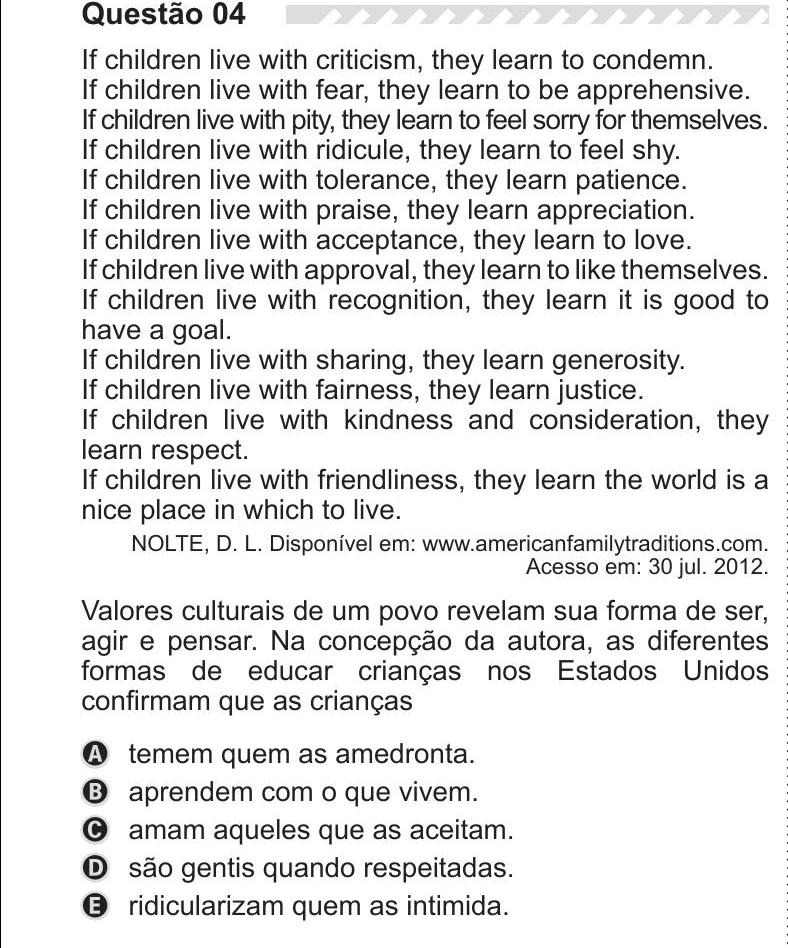 Questão 04
If children live with criticism, they learn to condemn.
If children live with fear, they learn to be apprehensive.
If children live with pity, they learn to feel sorry for themselves.
If children live with ridicule, they learn to feel shy.
If children live with tolerance, they learn patience.
If children live with praise, they learn appreciation.
If children live with acceptance, they learn to love.
If children live with approval, they learn to like themselves.
If children live with recognition, they learn it is good to
have a goal.
If children live with sharing, they learn generosity.
If children live with fairness, they learn justice.
If children live with kindness and consideration, they
learn respect.
If children live with friendliness, they learn the world is a
nice place in which to live.
NOLTE, D. L. Disponível em: www.americanfamilytraditions.com.
Acesso em: 30 jul. 2012.
Valores culturais de um povo revelam sua forma de ser,
agir e pensar. Na concepção da autora, as diferentes
formas de educar crianças nos Estados Unidos
confirmam que as crianças
A temem quem as amedronta.
B aprendem com o que vivem.
C amam aqueles que as aceitam.
D são gentis quando respeitadas.
E ridicularizam quem as intimida.